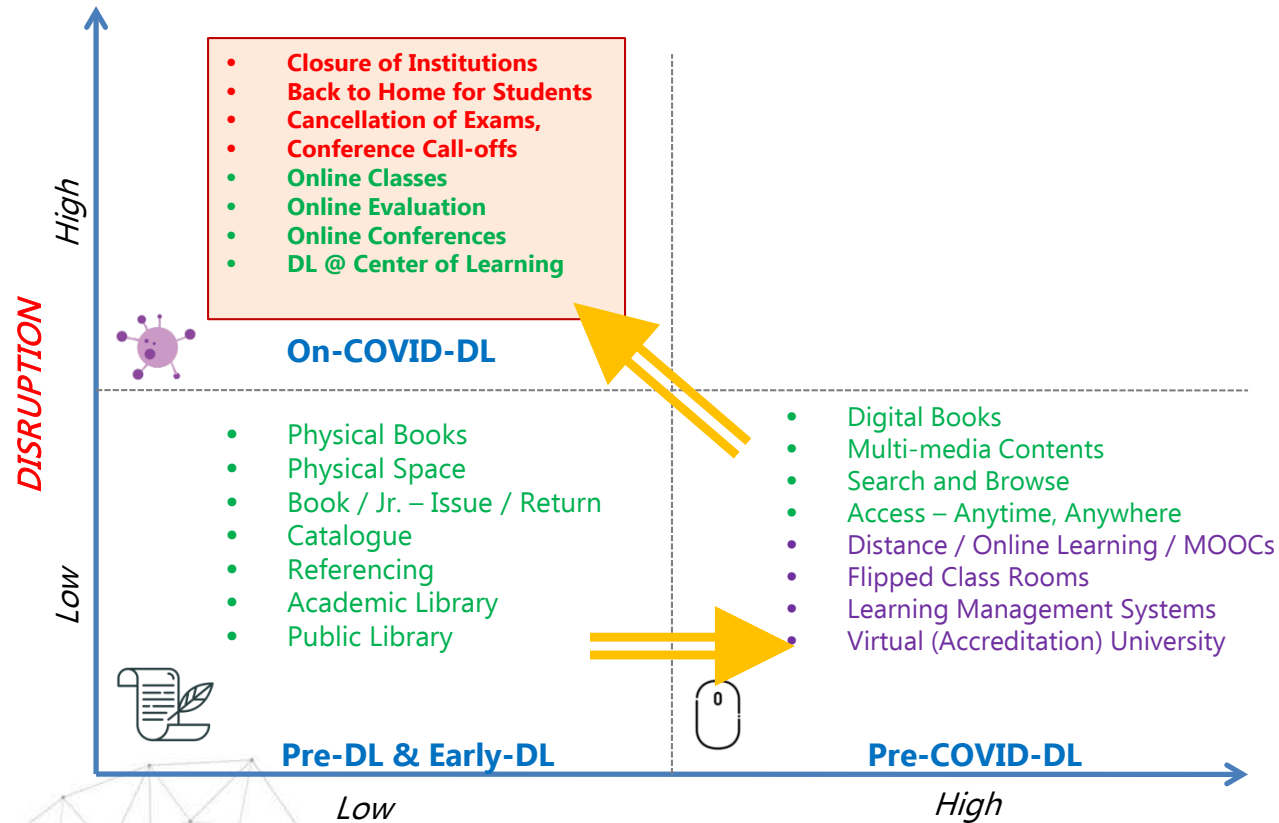 • Closure of Institutions
• Back to Home for Students
• Cancellation of Exams,
• Conference Call-offs
• Online Classes
• Online Evaluation
• Online Conferences
• DL @ Center of Learning
High
DISRUPTION
On-COVID-DL
• Physical Books
• Physical Space
• Book / Jr. – Issue / Return
• Catalogue
• Referencing
• Academic Library
• Public Library
Low
• Digital Books
• Multi-media Contents
• Search and Browse
• Access – Anytime, Anywhere
• Distance / Online Learning / MOOCs
• Flipped Class Rooms
• Learning Management Systems
• Virtual (Accreditation) University
Pre-DL & Early-DL
Pre-COVID-DL
Low
High